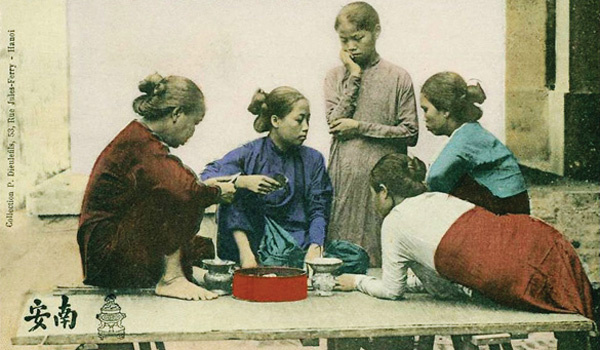 Collection P. Dieulefils, 53, Rue Jules-Ferry - Hanoi
安南